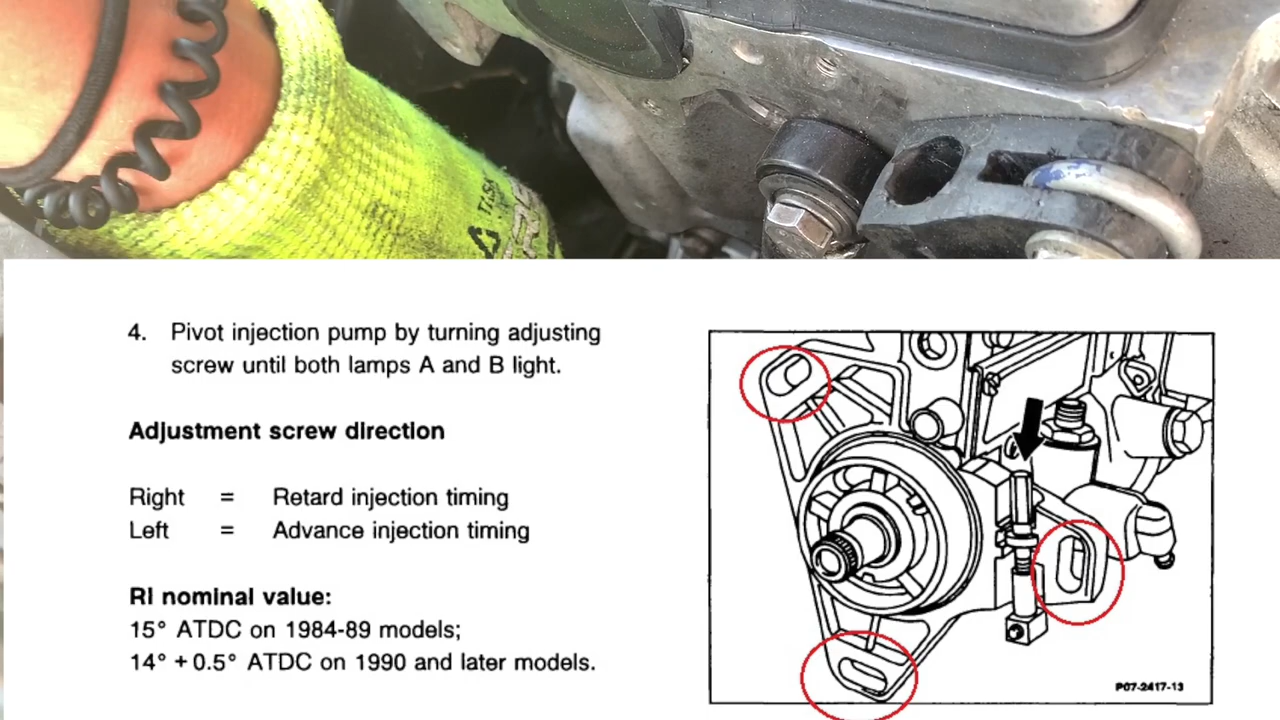 4. Pivot injection pump by turning adjusting
screw until both lamps A and B light.
Adjustment screw direction
Right = Retard injection timing
Left = Advance injection timing
RI nominal value:
15° ATDC on 1984-89 models;
14° + 0.5° ATDC on 1990 and later models.
P07-2417-13